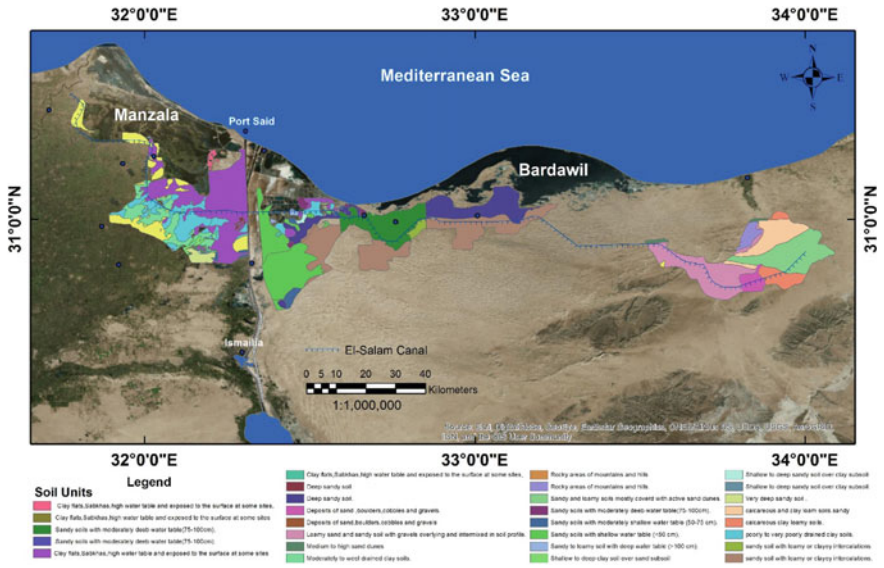 32°0'0"E
33°0'0"E
34°0'0"E
Mediterranean Sea
N
W E
S
Manzala
Port Said
Bardawil
31°0'0"N
31°0'0"N
Ismailia
El-Salam Canal
0 5 10 20 30 40
Kilometers
1:1,000,000
32°0'0"E
33°0'0"E
34°0'0"E
Legend
Soil Units
Clay flats,Sabkhas,high water table and exposed to the surface at some sites.
Clay flats,Sabkhas,high water table and exposed to the surface at some sites
Sandy soils with moderately deeb water table(75-100cm).
Sandy soils with moderately deeb water table(75-100cm)
Clay flats,Sabkhas,high water table and exposed to the surface at some sites
Clay flats,Sabkhas,high water table and exposed to the surface at some sites.
Deep sandy soil
Deep sandy soil.
Deposits of sand ,boulders,cobbles and gravels.
Deposits of sand,boulders,cobbles and gravels
Loamy sand and sandy soil with gravels overlying and intermixed at soil profile.
Medium to high sand dunes
Moderately to well drained clay soils.
Rocky areas of mountains and hills
Rocky areas of mountains and hills.
Sandy and loamy soils mostly coverd with active sand dunes.
Sandy soils with moderately deeb water table(75-100cm).
Sandy soils with moderately shallow water table (50-75 cm).
Sandy soils with shallow water table (<50 cm).
Sandy to loamy soil with deep water table (>100 cm)
Shallow to deep clay soil over sand subsoil
Shallow to deep sandy soil over clay subsoil
Shallow to deep sandy soil over clay subsoil
Very deep sandy soil .
calcareous and clay loam soils sandy
calcareous clay loamy soils.
poorly to very poorly drained clay soils.
sandy soil with loamy or clayey intercalations.
sandy soil with loamy or clayey intercalations